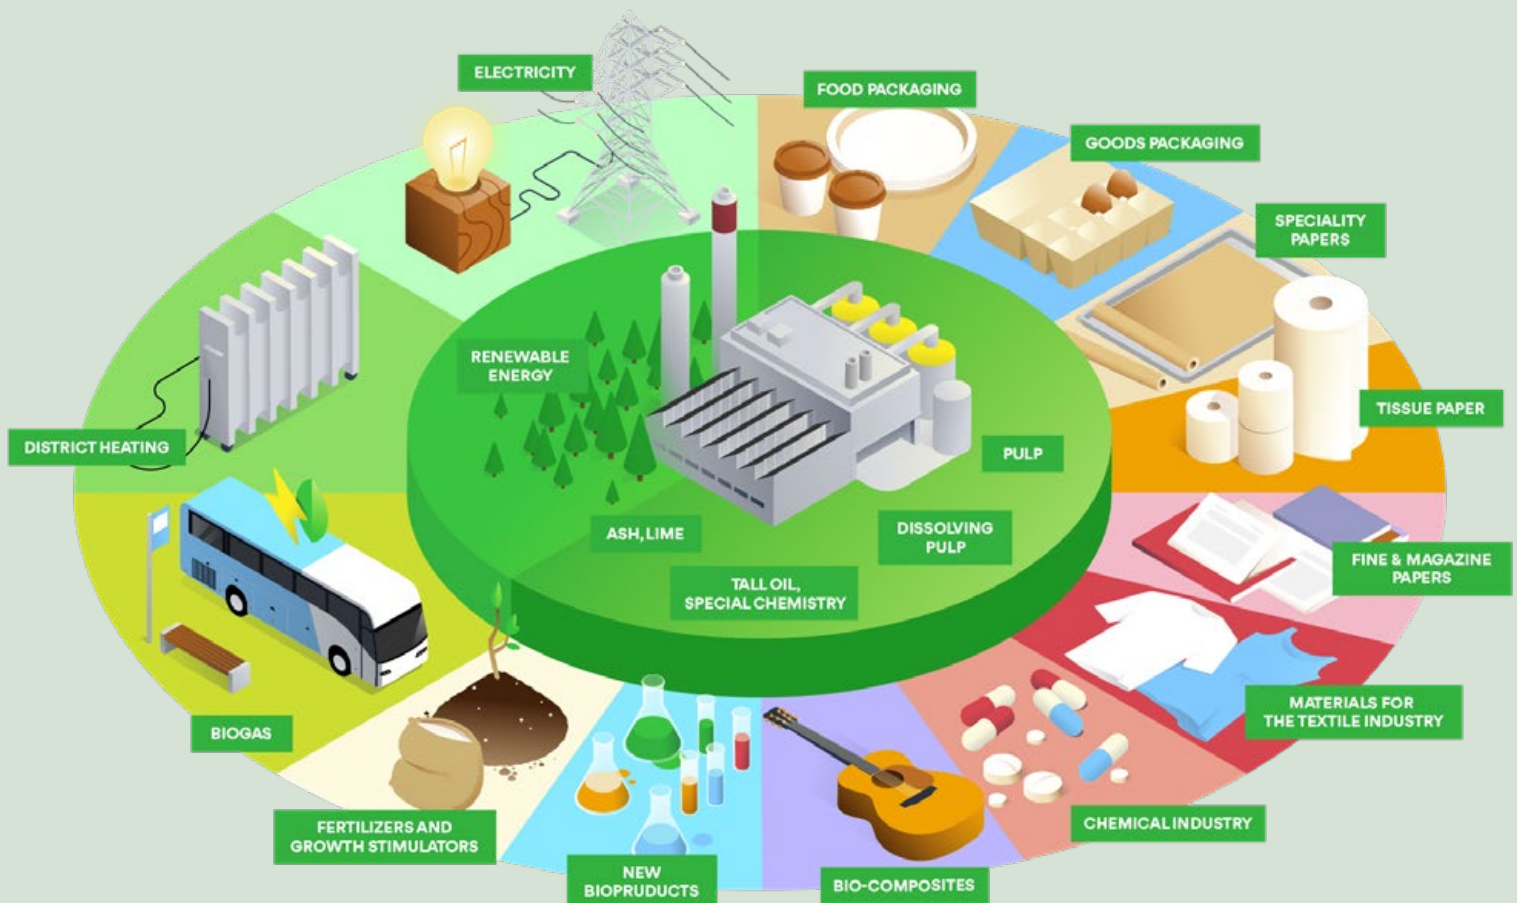 ELECTRICITY
FOOD PACKAGING
GOODS PACKAGING
SPECIALITY
PAPERS
RENEWABLE
ENERGY
TISSUE PAPER
DISTRICT HEATING
PULP
ASH, LIME
DISSOLVING
PULP
FINE & MAGAZINE
PAPERS
TALL OIL,
SPECIAL CHEMISTRY
MATERIALS FOR
THE TEXTILE INDUSTRY
BIOGAS
FERTILIZERS AND
GROWTH STIMULATORS
CHEMICAL INDUSTRY
NEW
BIOPRUDUCTS
BIO-COMPOSITES